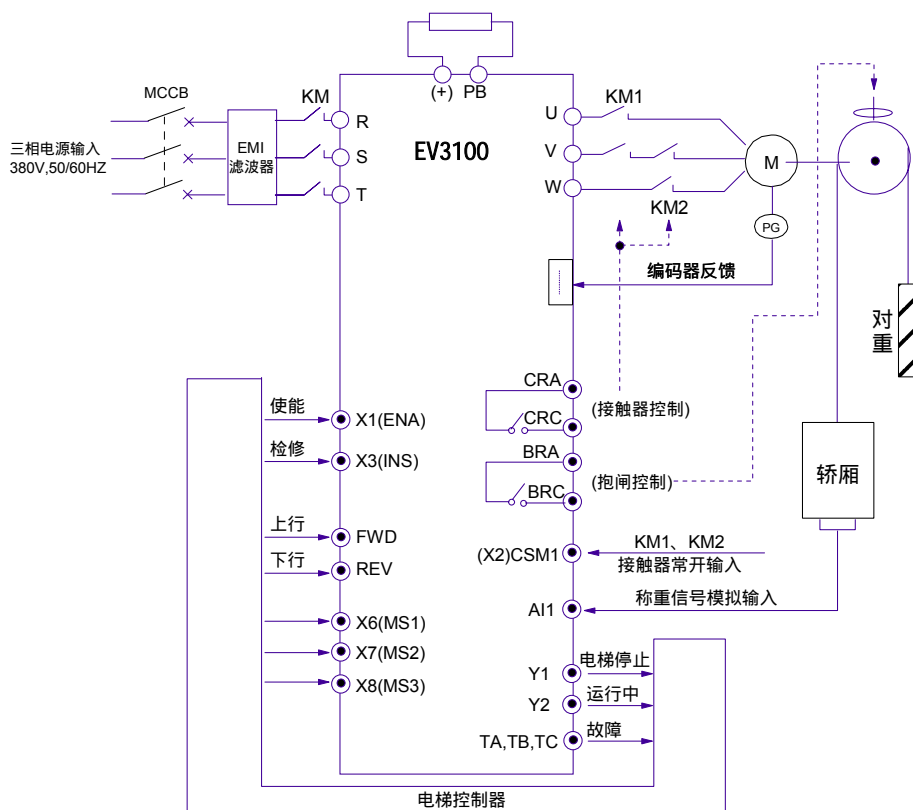 (+) PB
MCCB
KM
KM1
三相电源输入
380V,50/60HZ
EMI
滤波器
R
S
T
EV3100
U
V
W
M
KM2
PG
编码器反馈
对重
CRA
(接触器控制)
CRC
BRA
(抱闸控制)
BRC
轿厢
使能
X1(ENA)
检修
X3(INS)
上行
FWD
下行
REV
X6(MS1)
X7(MS2)
X8(MS3)
(X2)CSM1
KM1、KM2
接触器常开输入
AI1
称重信号模拟输入
Y1
电梯停止
Y2
运行中
TA,TB,TC
故障
电梯控制器